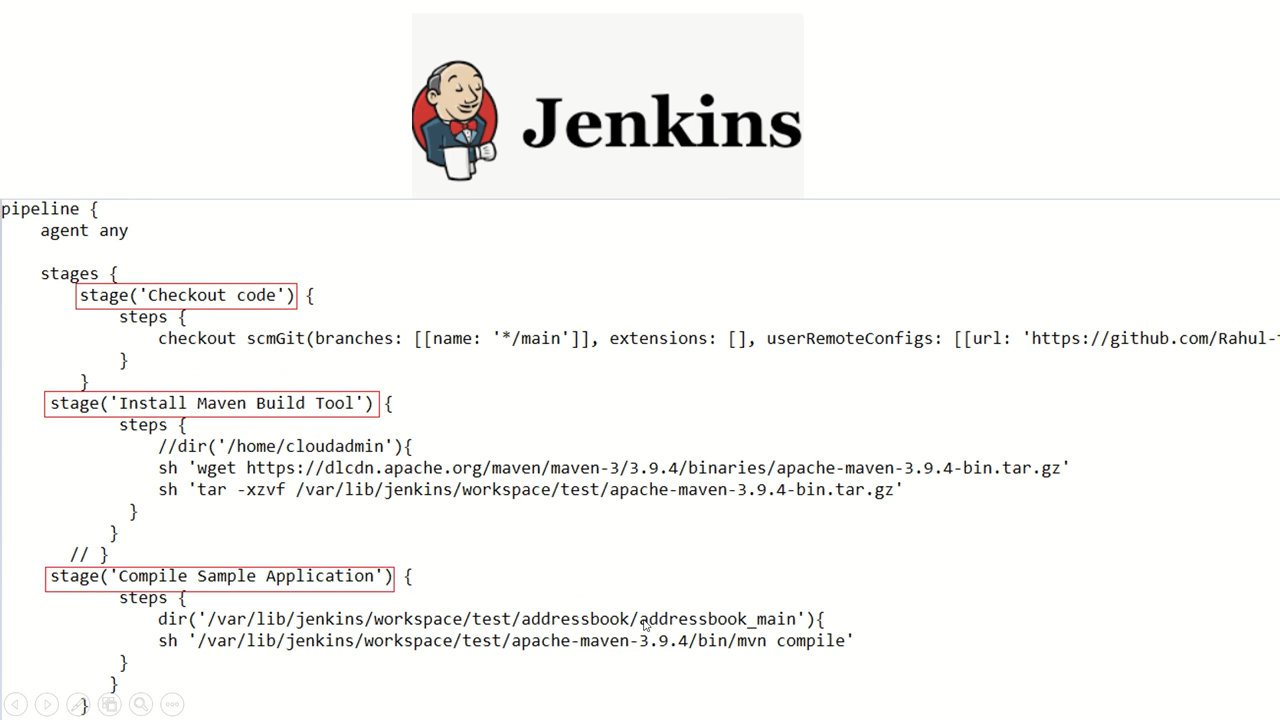 Jenkins
pipeline {
agent any
stages {
stage('Checkout code') {
steps {
checkout scmGit(branches: [[name: '*/main']], extensions: [], userRemoteConfigs: [[url: 'https://github.com/Rahul-
}
}
stage('Install Maven Build Tool') {
steps {
//dir('/home/cloudadmin'){
sh 'wget https://dlcdn.apache.org/maven/maven-3/3.9.4/binaries/apache-maven-3.9.4-bin.tar.gz'
sh 'tar -xzvf /var/lib/jenkins/workspace/test/apache-maven-3.9.4-bin.tar.gz'
}
}
// }
stage('Compile Sample Application') {
steps {
dir('/var/lib/jenkins/workspace/test/addressbook/addressbook_main'){
sh '/var/lib/jenkins/workspace/test/apache-maven-3.9.4/bin/mvn compile'
}
}
}